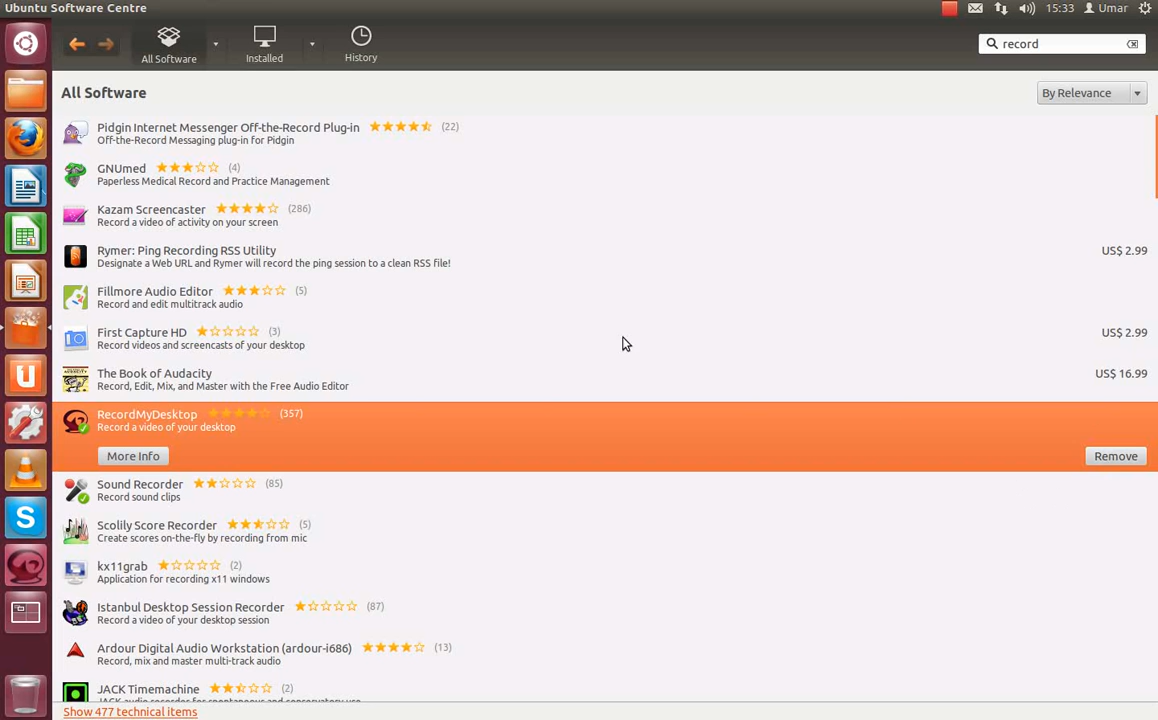 Ubuntu Software Centre
15:33 Umar
All Software
Installed
History
record
All Software
By Relevance
Pidgin Internet Messenger Off-the-Record Plug-in (22)
Off-the-Record Messaging plug-in for Pidgin
GNUmed (4)
Paperless Medical Record and Practice Management
Kazam Screencaster (286)
Record a video of activity on your screen
Rymer: Ping Recording RSS Utility US$ 2.99
Designate a Web URL and Rymer will record the ping session to a clean RSS file!
Fillmore Audio Editor (5)
Record and edit multitrack audio
First Capture HD (3) US$ 2.99
Record videos and screencasts of your desktop
The Book of Audacity US$ 16.99
Record, Edit, Mix, and Master with the Free Audio Editor
RecordMyDesktop (357)
Record a video of your desktop
More Info Remove
Sound Recorder (85)
Record sound clips
Scolily Score Recorder (5)
Create scores on-the-fly by recording from mic
kx11grab (2)
Application for recording x11 windows
Istanbul Desktop Session Recorder (87)
Record a video of your desktop session
Ardour Digital Audio Workstation (ardour-i686) (13)
Record, mix and master multi-track audio
JACK Timemachine (2)
JACK audio recorder for spontaneous and conservatory use
Show 477 technical items